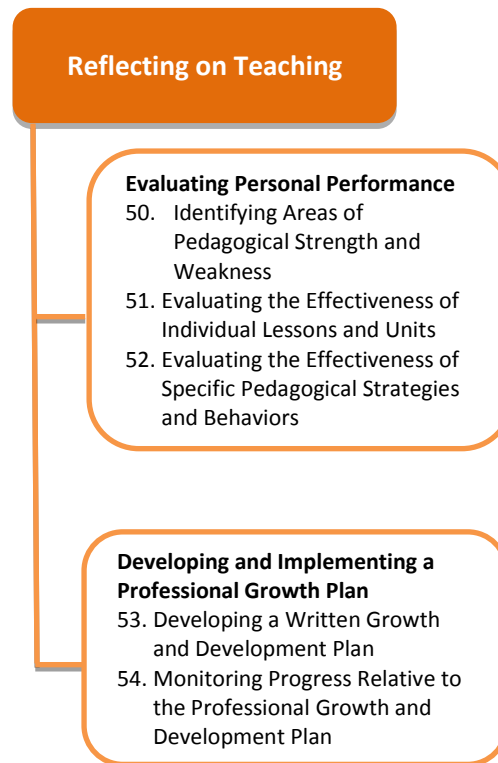 Reflecting on Teaching
Evaluating Personal Performance
50. Identifying Areas of
Pedagogical Strength and
Weakness
51. Evaluating the Effectiveness of
Individual Lessons and Units
52. Evaluating the Effectiveness of
Specific Pedagogical Strategies
and Behaviors
Developing and Implementing a
Professional Growth Plan
53. Developing a Written Growth
and Development Plan
54. Monitoring Progress Relative to
the Professional Growth and
Development Plan